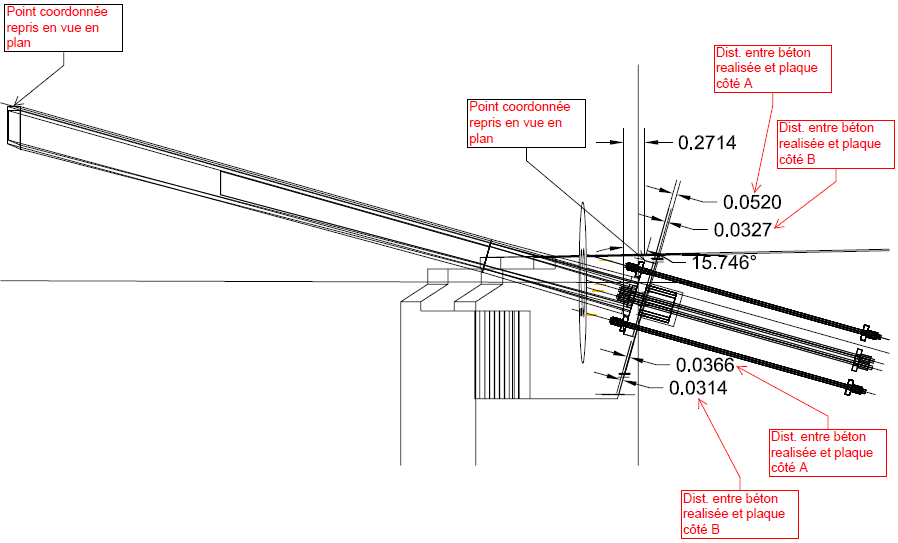 Point coordonnée
repris en vue en
plan
Dist. entre béton
realisée et plaque
côté A
Point coordonnée
repris en vue en
plan
Dist. entre béton
realisée et plaque
côté B
0.2714
0.0520
0.0327
15.746°
0.0366
0.0314
Dist. entre béton
realisée et plaque
côté A
Dist. entre béton
realisée et plaque
côté B